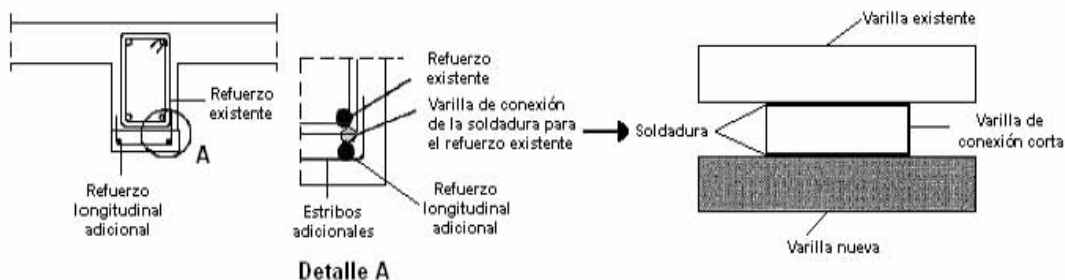 Refuerzo
existente
A
Refuerzo
longitudinal
adicional
Refuerzo
existente
Varilla de conexión
de la soldadura para
el refuerzo existente
Estribos
adicionales
Refuerzo
longitudinal
adicional
Detalle A
Varilla existente
Soldadura
Varilla de
conexión corta
Varilla nueva